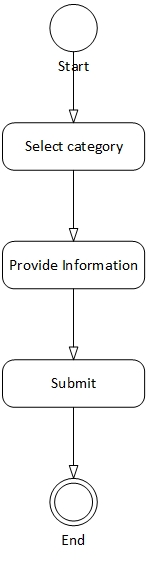 Start
Select category
Provide Information
Submit
End